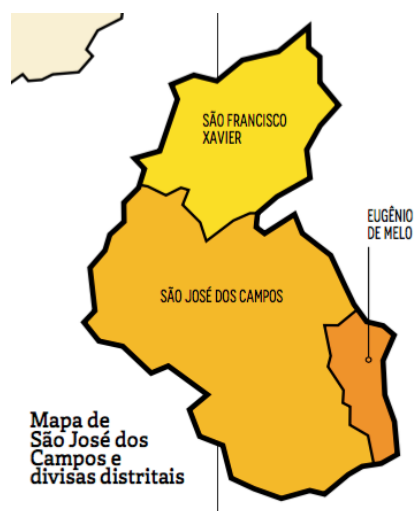 SÃO FRANCISCO
XAVIER
EUGÊNIO
DE MELO
SÃO JOSÉ DOS CAMPOS
Mapa de
São José dos
Campos e
divisas distritais